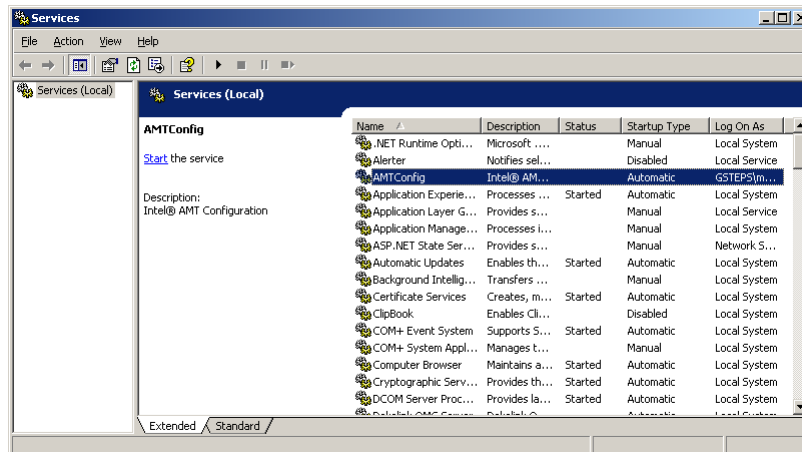 Services
File Action View Help
Services (Local)
Services (Local)
AMTConfig
Start the service
Description:
Intel® AMT Configuration
Name Description Status Startup Type Log On As
.NET Runtime Opti... Microsoft .... Manual Local System
Alerter Notifies sel... Disabled Local Service
AMTConfig Intel® AM... Automatic GSTEPS\m...
Application Experie... Processes ... Started Automatic Local System
Application Layer G... Provides s... Manual Local Service
Application Manage... Processes i... Manual Local System
ASP.NET State Ser... Provides s... Manual Network S...
Automatic Updates Enables th... Started Automatic Local System
Background Intellig... Transfers ... Manual Local System
Certificate Services Creates, m... Started Automatic Local System
ClipBook Enables Cli... Disabled Local System
COM+ Event System Supports S... Started Automatic Local System
COM+ System Appl... Manages t... Manual Local System
Computer Browser Maintains a... Started Automatic Local System
Cryptographic Serv... Provides th... Started Automatic Local System
DCOM Server Proc... Provides la... Started Automatic Local System
Extended Standard